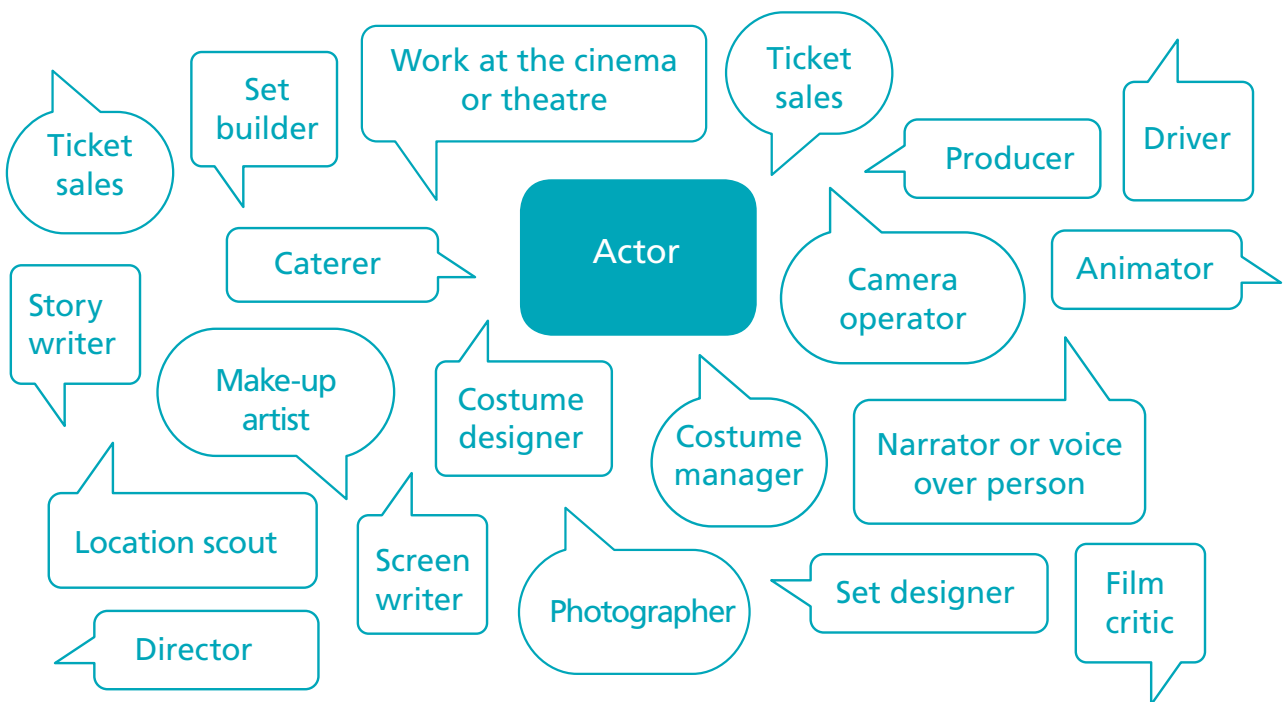 Ticket
sales
Set
builder
Work at the cinema
or theatre
Ticket
sales
Producer
Driver
Caterer
Actor
Camera
operator
Animator
Story
writer
Make-up
artist
Costume
designer
Costume
manager
Narrator or voice
over person
Location scout
Screen
writer
Photographer
Set designer
Film
critic
Director